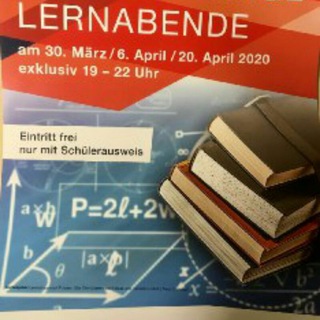 LERNABENDE
am 30. März / 6. April / 20. April 2020
exklusiv 19 – 22 Uhr
Eintritt frei
nur mit Schülerausweis
a×b
W
P=2ℓ+2w
|a×b|
ℓ
b
θ
x =
2a